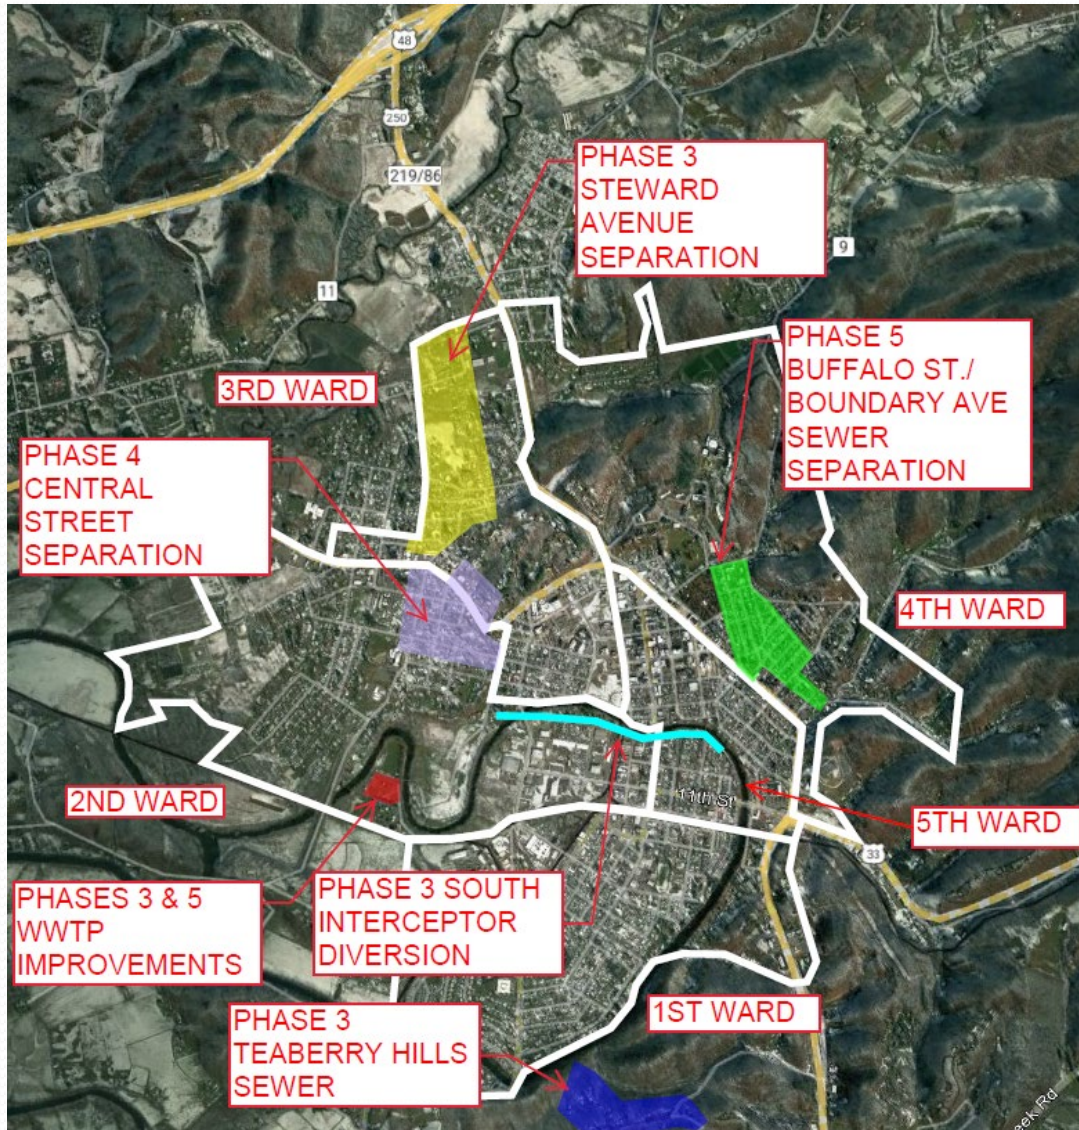 48
250
219/86
PHASE 3
STEWARD
AVENUE
SEPARATION
9
11
PHASE 5
BUFFALO ST./
BOUNDARY AVE
SEWER
SEPARATION
3RD WARD
PHASE 4
CENTRAL
STREET
SEPARATION
4TH WARD
2ND WARD
11th St
5TH WARD
33
PHASES 3 & 5
WWTP
IMPROVEMENTS
PHASE 3 SOUTH
INTERCEPTOR
DIVERSION
1ST WARD
PHASE 3
TEABERRY HILLS
SEWER
eek Rd